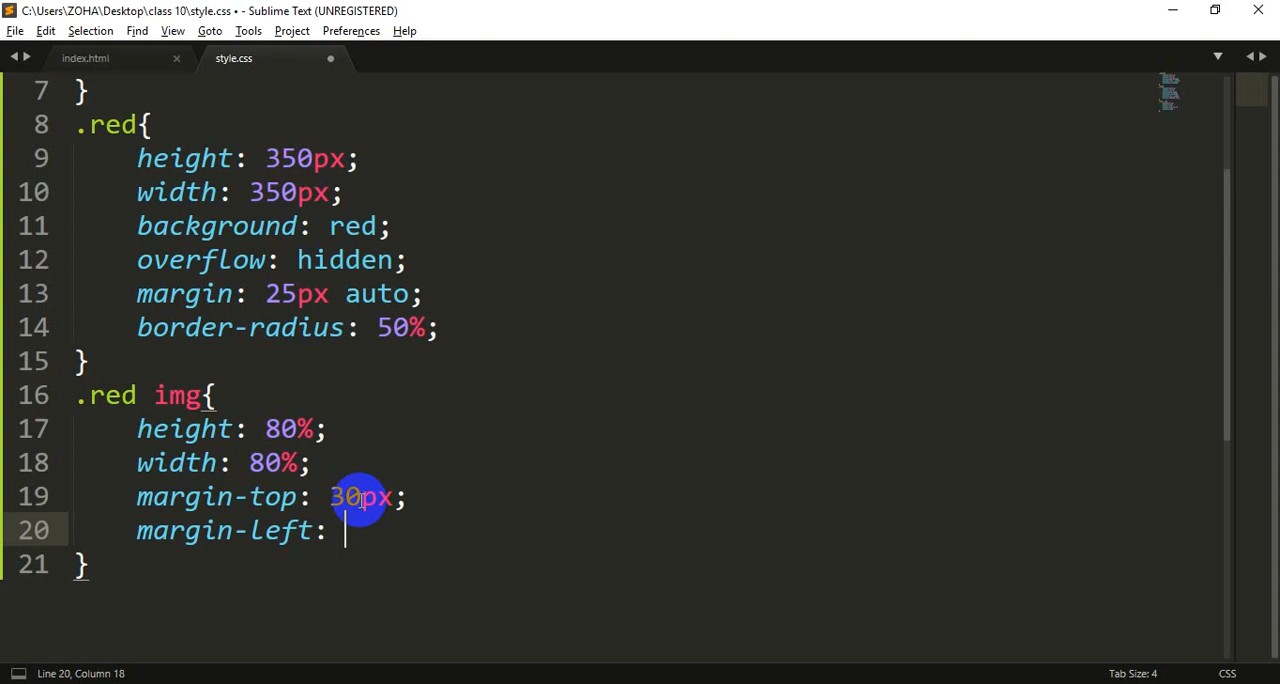 C:\Users\ZOHA\Desktop\class 10\style.css • - Sublime Text (UNREGISTERED)
File Edit Selection Find View Goto Tools Project Preferences Help
index.html × style.css
7 }
8 .red{
9 height: 350px;
10 width: 350px;
11 background: red;
12 overflow: hidden;
13 margin: 25px auto;
14 border-radius: 50%;
15 }
16 .red img{
17 height: 80%;
18 width: 80%;
19 margin-top: 30px;
20 margin-left:
21 }
Line 20, Column 18 Tab Size: 4 CSS